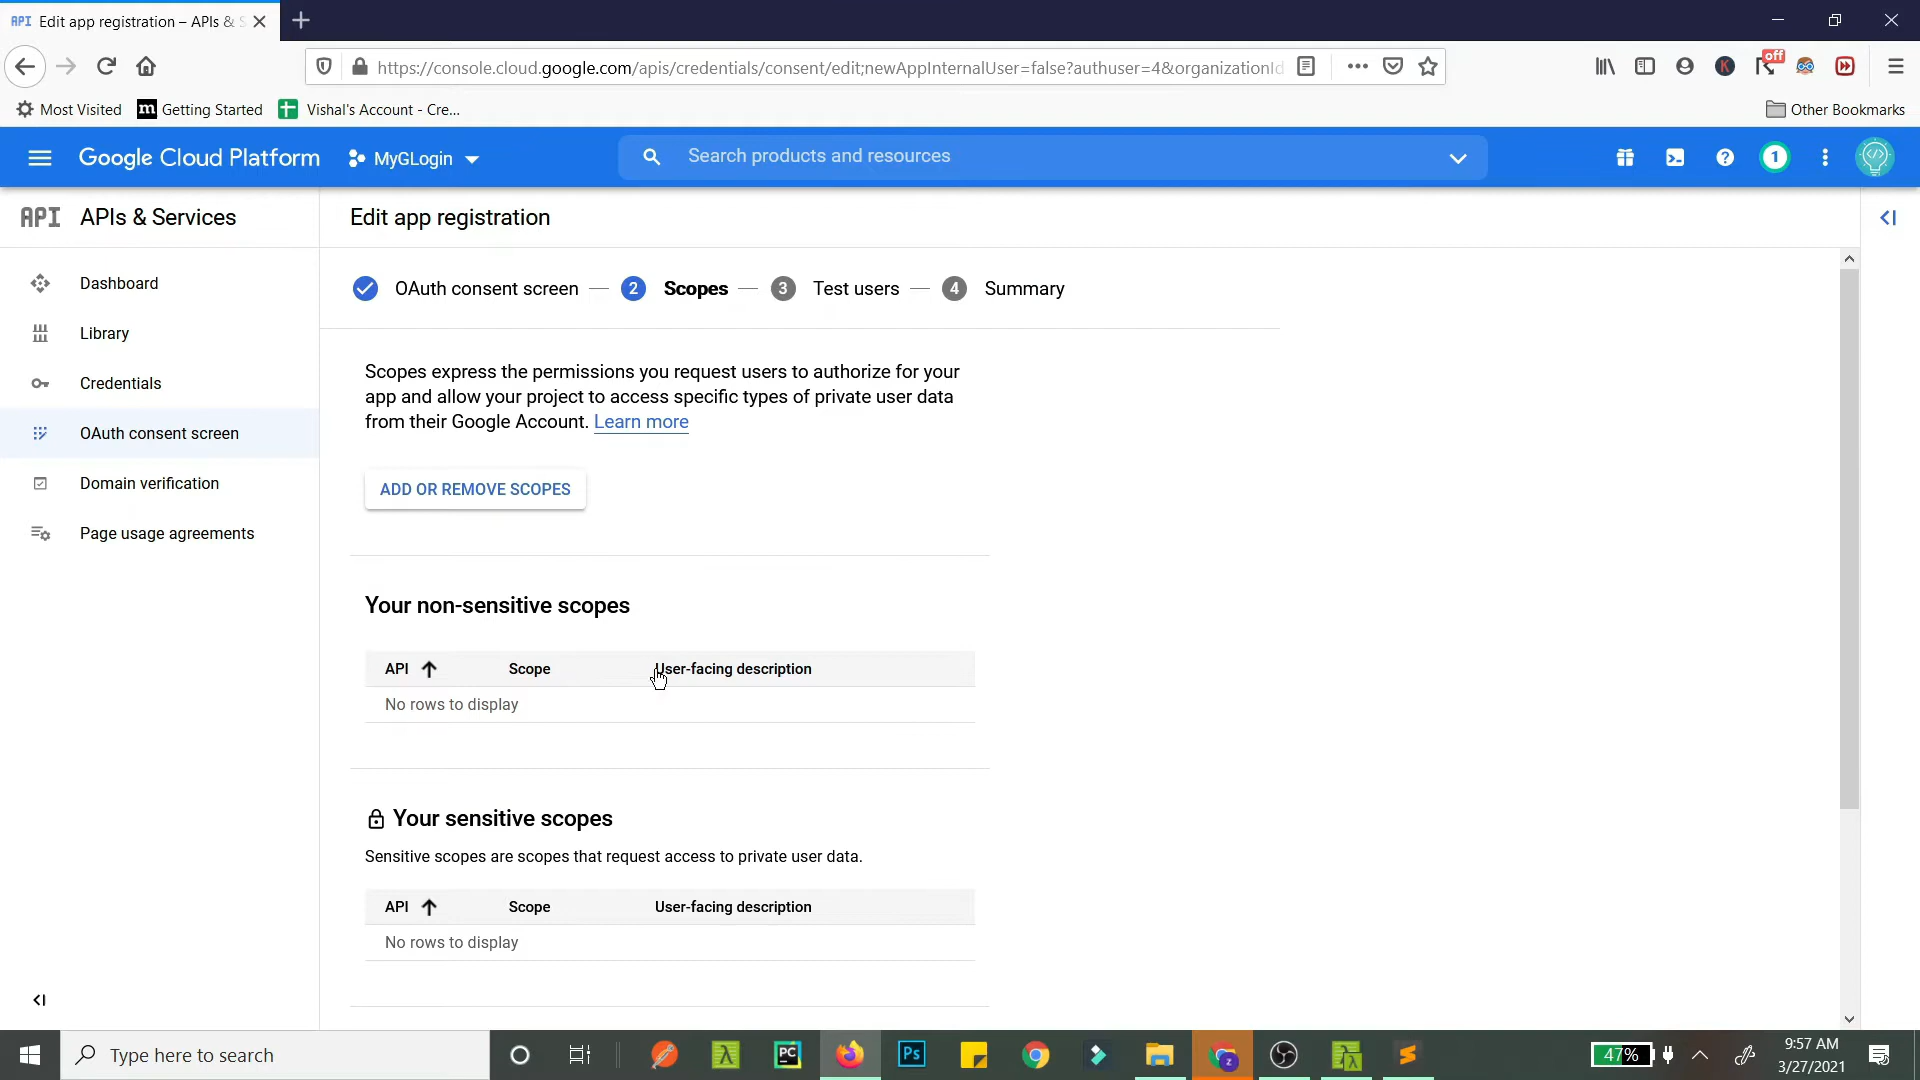 API Edit app registration – APIs & S
https://console.cloud.google.com/apis/credentials/consent/edit;newAppInternalUser=false?authuser=4&organizationId
off
K
Most Visited
m Getting Started
Vishal's Account - Cre...
Other Bookmarks
Google Cloud Platform
MyGLogin
Search products and resources
?
1
API APIs & Services
Edit app registration
Dashboard
Library
Credentials
OAuth consent screen
Domain verification
Page usage agreements
OAuth consent screen
2 Scopes
3 Test users
4 Summary
Scopes express the permissions you request users to authorize for your
app and allow your project to access specific types of private user data
from their Google Account. Learn more
ADD OR REMOVE SCOPES
Your non-sensitive scopes
API Scope User-facing description
No rows to display
Your sensitive scopes
Sensitive scopes are scopes that request access to private user data.
API Scope User-facing description
No rows to display
Type here to search
PC
Ps
z
47%
9:57 AM
3/27/2021